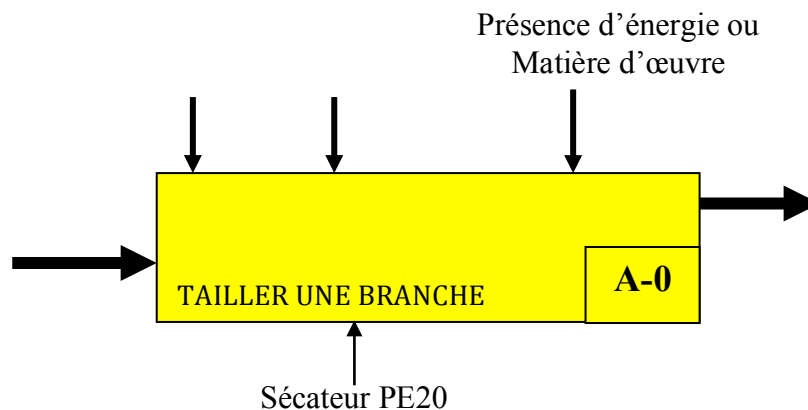 Présence d’énergie ou
Matière d’œuvre
TAILLER UNE BRANCHE
A-0
Sécateur PE20